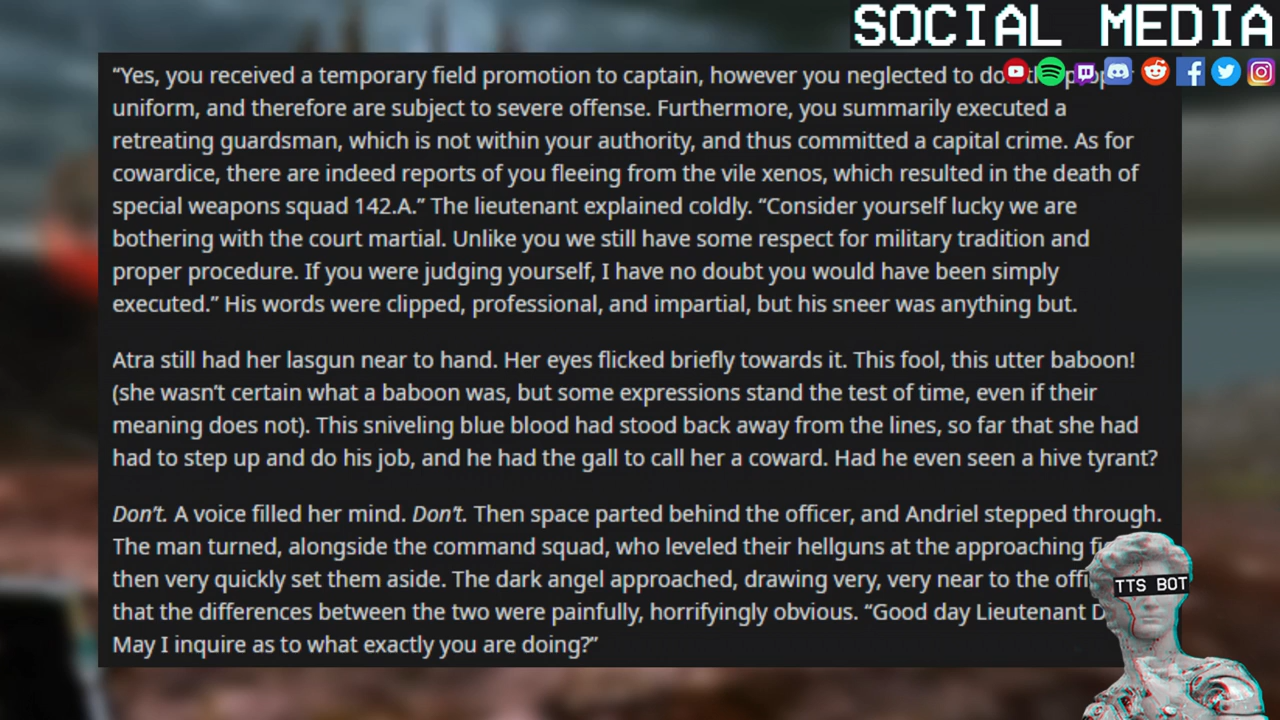 SOCIAL MEDIA
“Yes, you received a temporary field promotion to captain, however you neglected to
uniform, and therefore are subject to severe offense. Furthermore, you summarily executed a
retreating guardsman, which is not within your authority, and thus committed a capital crime. As for
cowardice, there are indeed reports of you fleeing from the vile xenos, which resulted in the death of
special weapons squad 142.A.” The lieutenant explained coldly. “Consider yourself lucky we are
bothering with the court martial. Unlike you we still have some respect for military tradition and
proper procedure. If you were judging yourself, I have no doubt you would have been simply
executed.” His words were clipped, professional, and impartial, but his sneer was anything but.
Atra still had her lasgun near to hand. Her eyes flicked briefly towards it. This fool, this utter baboon!
(she wasn’t certain what a baboon was, but some expressions stand the test of time, even if their
meaning does not). This sniveling blue blood had stood back away from the lines, so far that she had
had to step up and do his job, and he had the gall to call her a coward. Had he even seen a hive tyrant?
Don’t. A voice filled her mind. Don’t. Then space parted behind the officer, and Andriel stepped through.
The man turned, alongside the command squad, who leveled their hellguns at the approaching
then very quickly set them aside. The dark angel approached, drawing very, very near to the
that the differences between the two were painfully, horrifyingly obvious. “Good day Lieutenant
May I inquire as to what exactly you are doing?”
TTS BOT